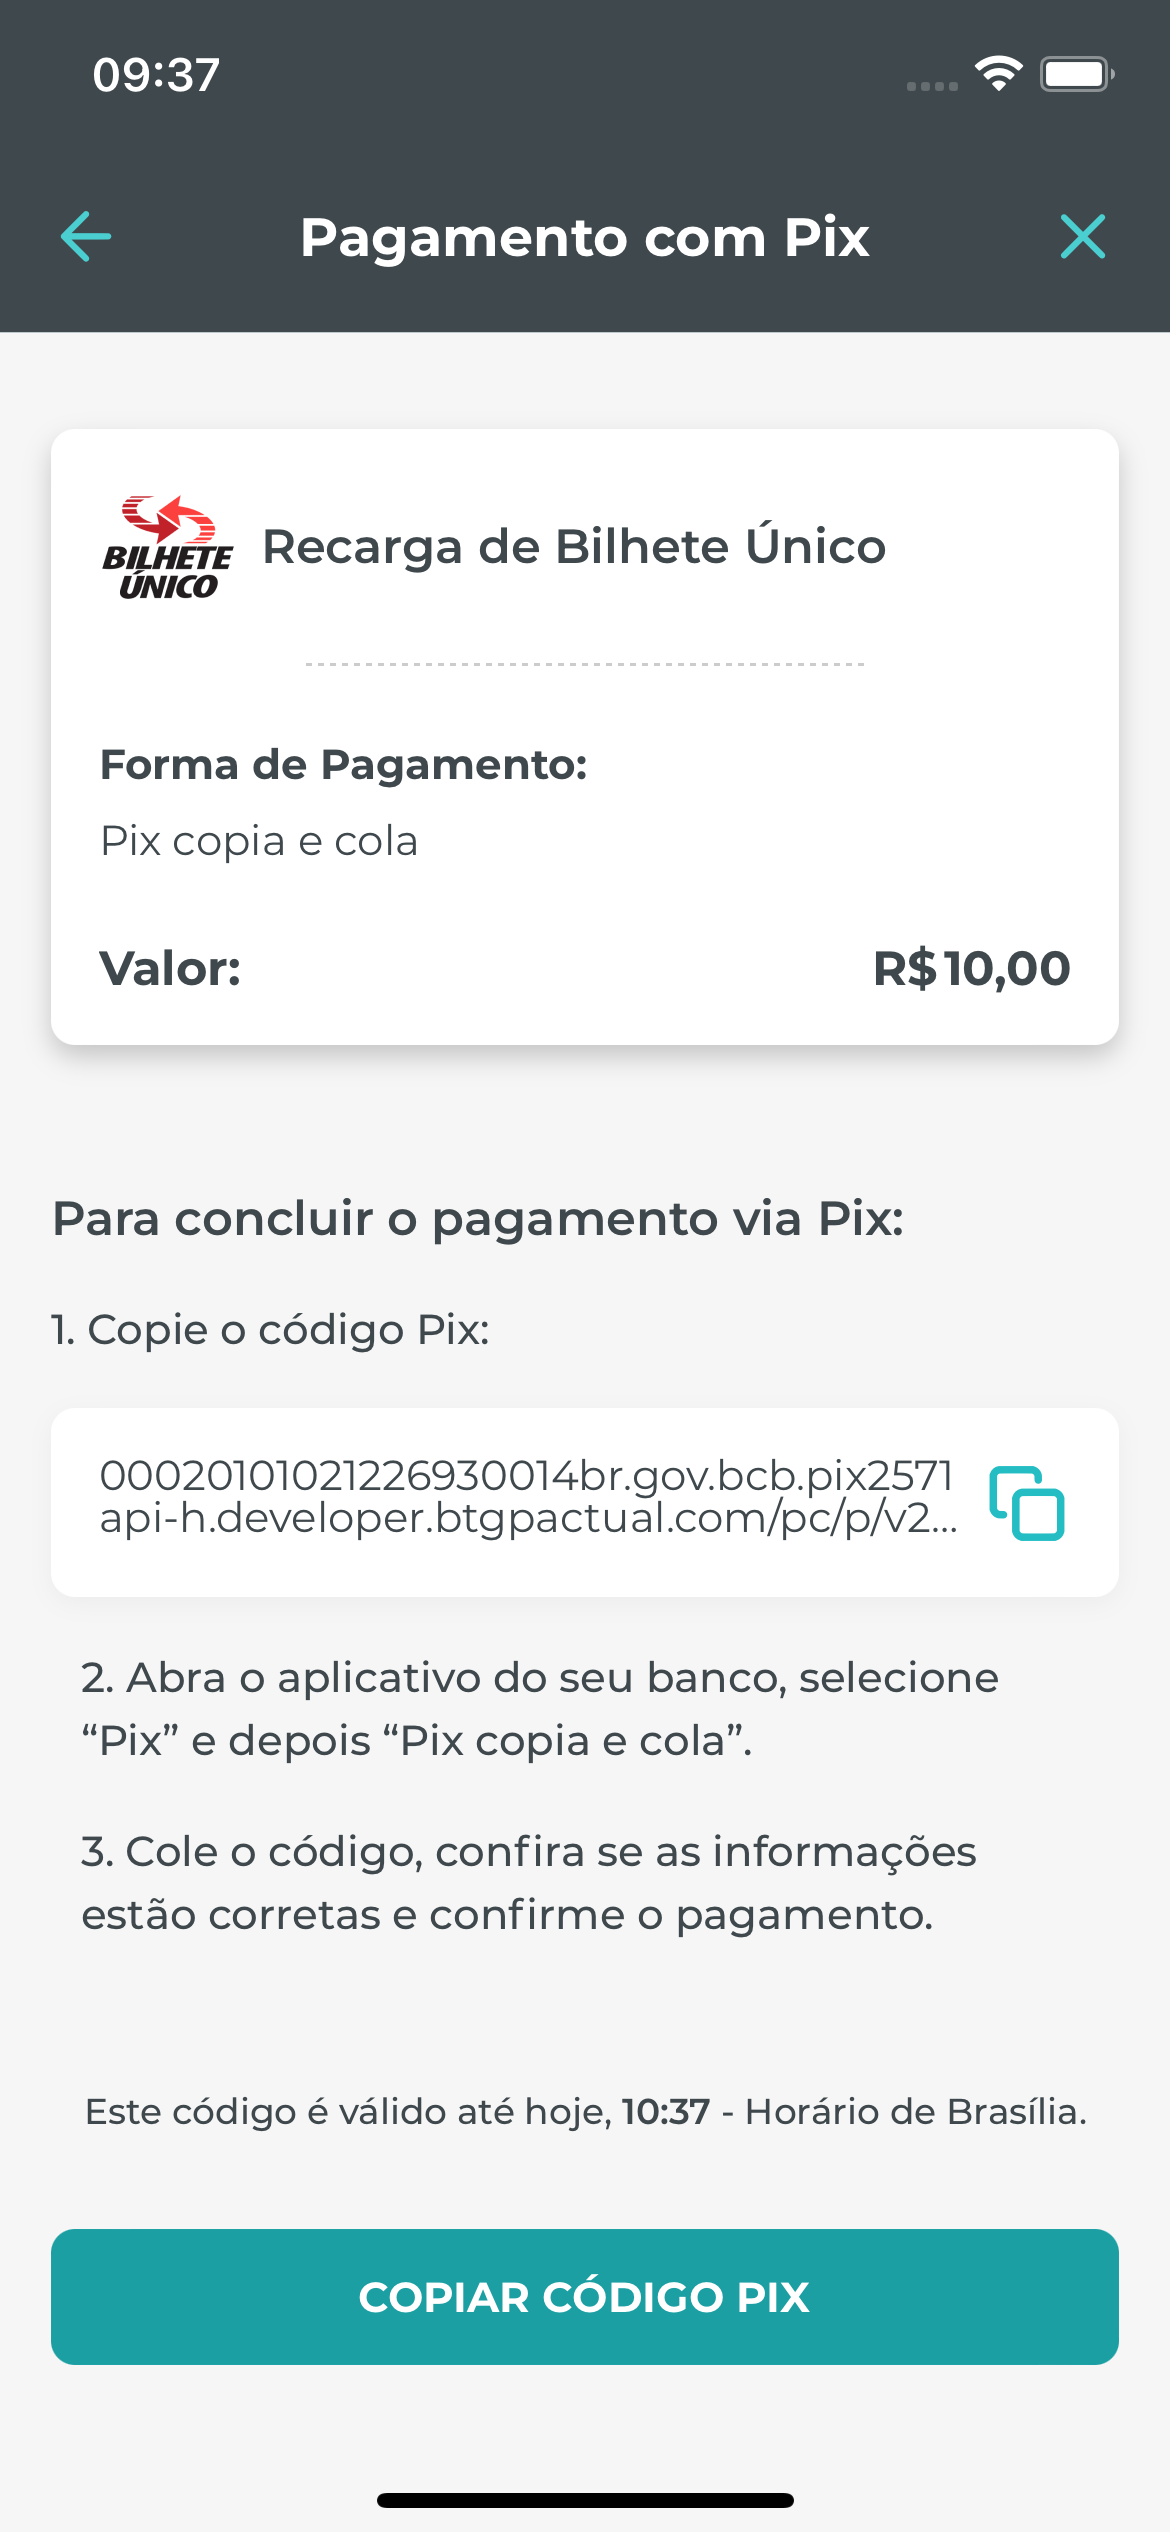 09:37
Pagamento com Pix
BILHETE
ÚNICO
Recarga de Bilhete Único
Forma de Pagamento:
Pix copia e cola
Valor:
R$ 10,00
Para concluir o pagamento via Pix:
1. Copie o código Pix:
00020101021226930014br.gov.bcb.pix2571
api-h.developer.btgpactual.com/pc/p/v2...
2. Abra o aplicativo do seu banco, selecione
“Pix” e depois “Pix copia e cola”.
3. Cole o código, confira se as informações
estão corretas e confirme o pagamento.
Este código é válido até hoje, 10:37 - Horário de Brasília.
COPIAR CÓDIGO PIX